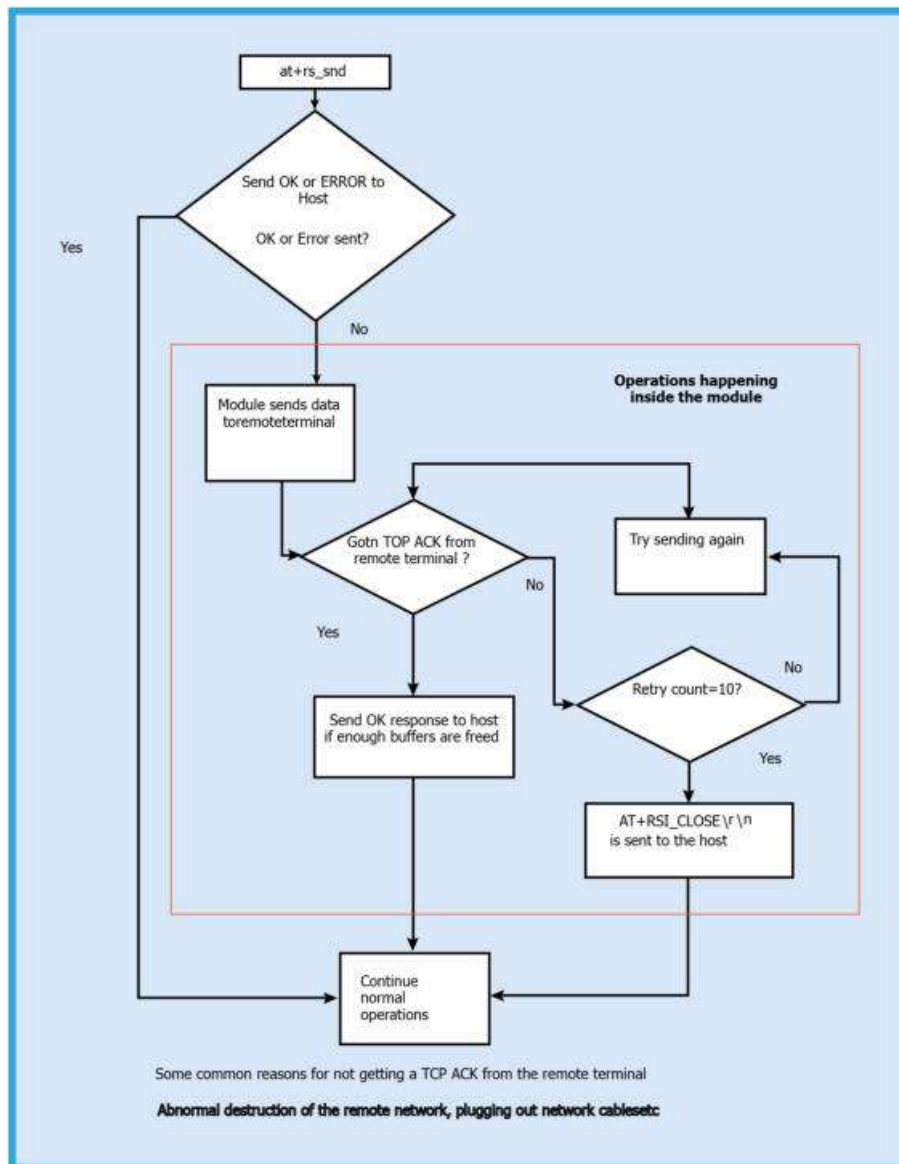 at+rs_snd
Send OK or ERROR to
Host
OK or Error sent?
Yes
No
Operations happening
inside the module
Module sends data
toremoteterminal
Gotn TOP ACK from
remote terminal ?
Try sending again
No
Yes
Retry count=10?
No
Send OK response to host
if enough buffers are freed
Yes
AT+RSI_CLOSE\r\n
is sent to the host
Continue
normal
operations
Some common reasons for not getting a TCP ACK from the remote terminal
Abnormal destruction of the remote network, plugging out network cablesetc